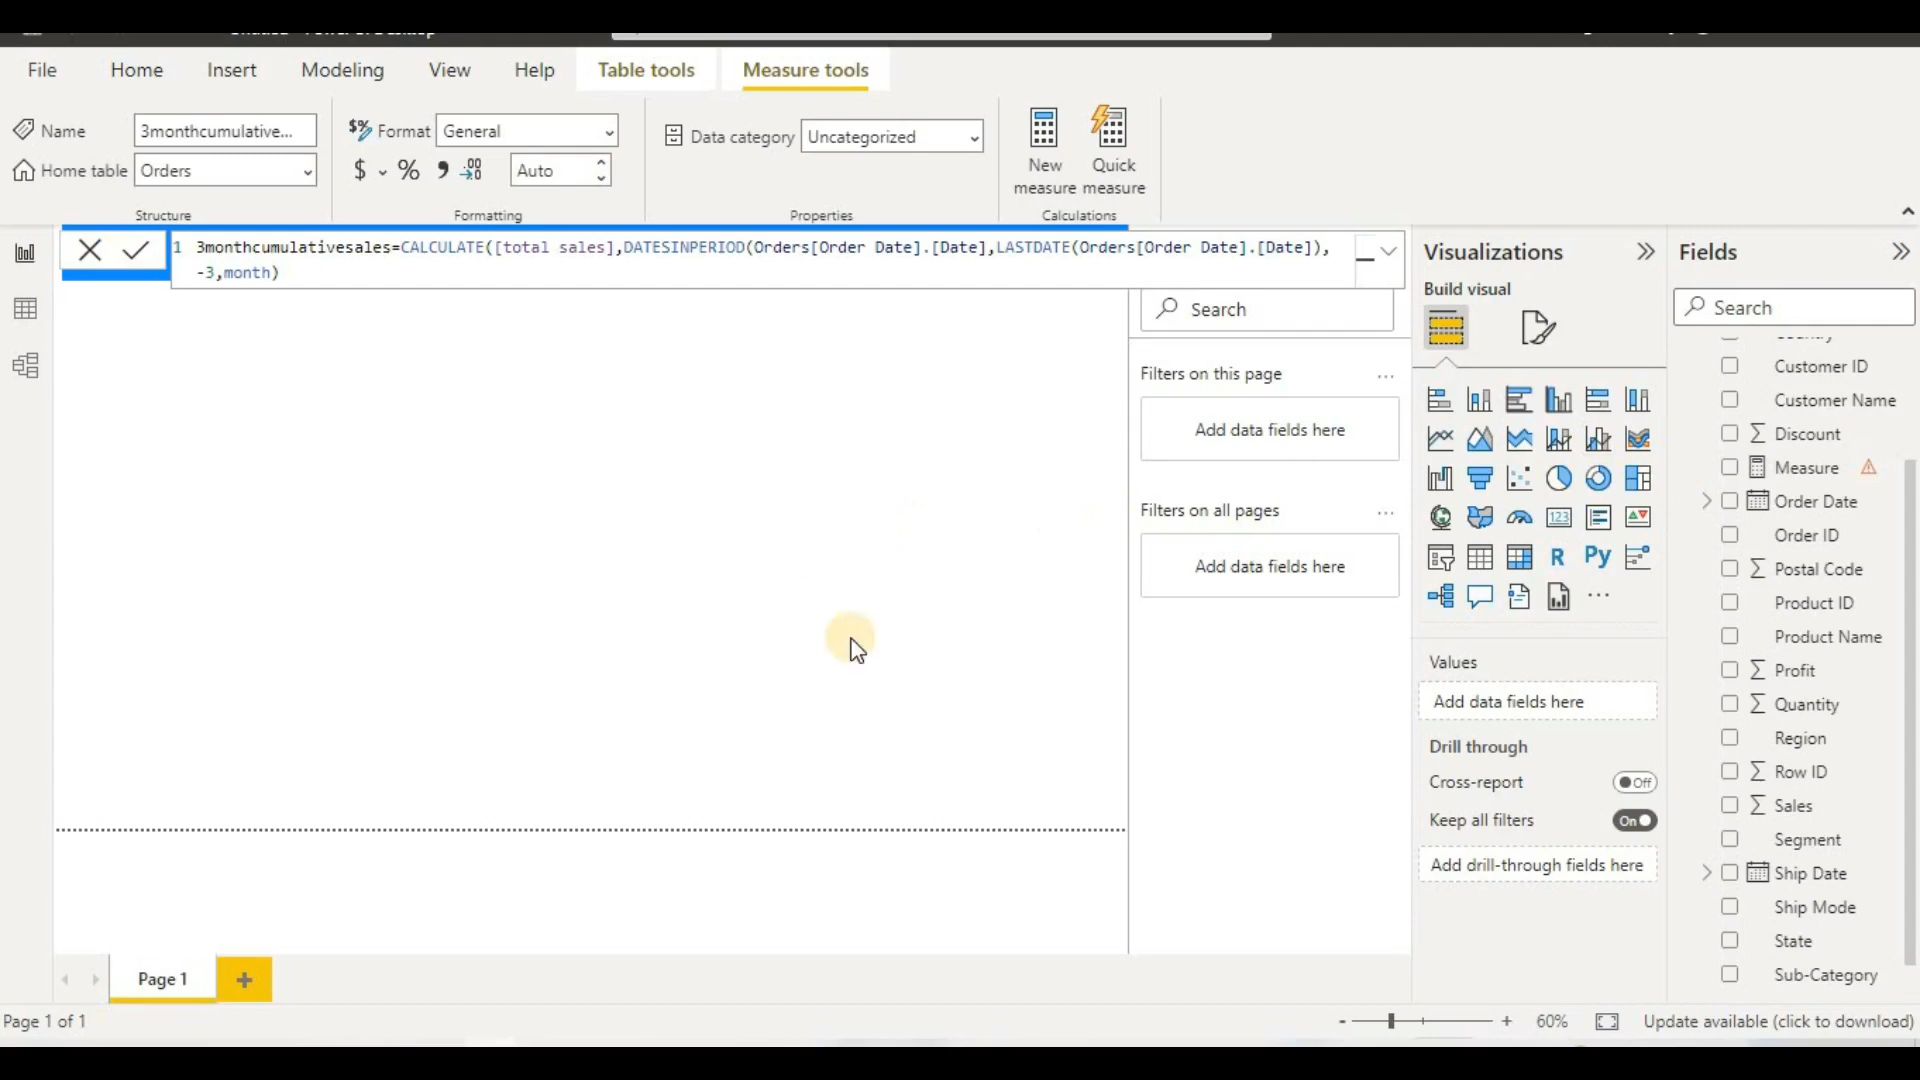 File Home Insert Modeling View Help Table tools Measure tools
Name 3monthcumulative...
Home table Orders
Structure
$% Format General
$ % , .00 Auto
Formatting
Data category Uncategorized
Properties
New measure
Quick measure
Calculations
1 3monthcumulativesales=CALCULATE([total sales],DATESINPERIOD(Orders[Order Date].[Date],LASTDATE(Orders[Order Date].[Date]),
-3,month)
Search
Filters on this page ...
Add data fields here
Filters on all pages ...
Add data fields here
Visualizations
Build visual
123
R Py
...
Values
Add data fields here
Drill through
Cross-report Off
Keep all filters On
Add drill-through fields here
Fields
Search
Customer ID
Customer Name
Discount
Measure
Order Date
Order ID
Postal Code
Product ID
Product Name
Profit
Quantity
Region
Row ID
Sales
Segment
Ship Date
Ship Mode
State
Sub-Category
Page 1 +
Page 1 of 1
- + 60% Update available (click to download)